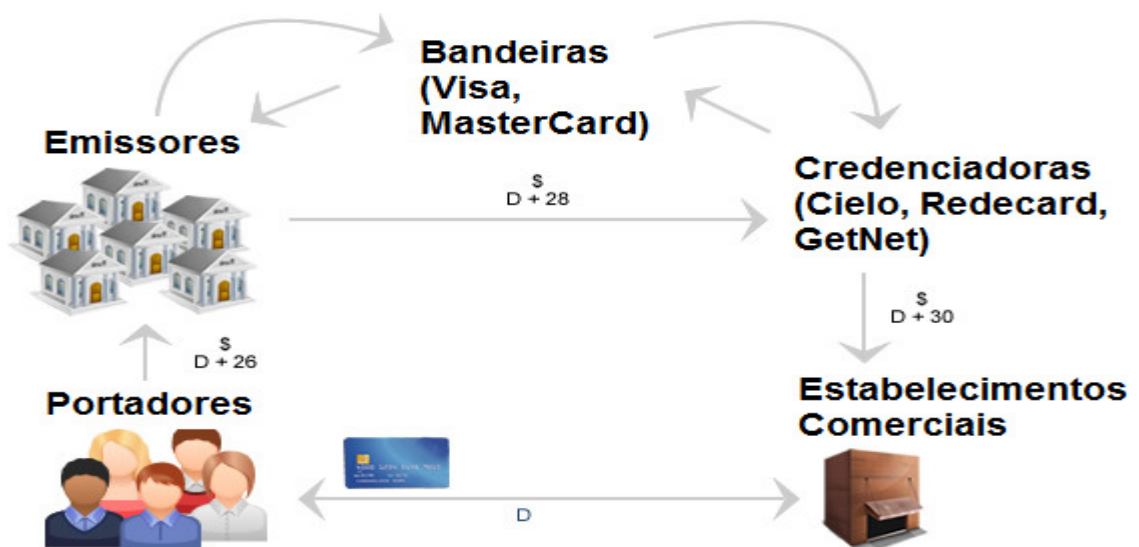 Bandeiras
(Visa,
MasterCard)
Emissores
$
D + 28
Credenciadoras
(Cielo, Redecard,
GetNet)
$
D + 26
$
D + 30
Portadores
Estabelecimentos
Comerciais
D